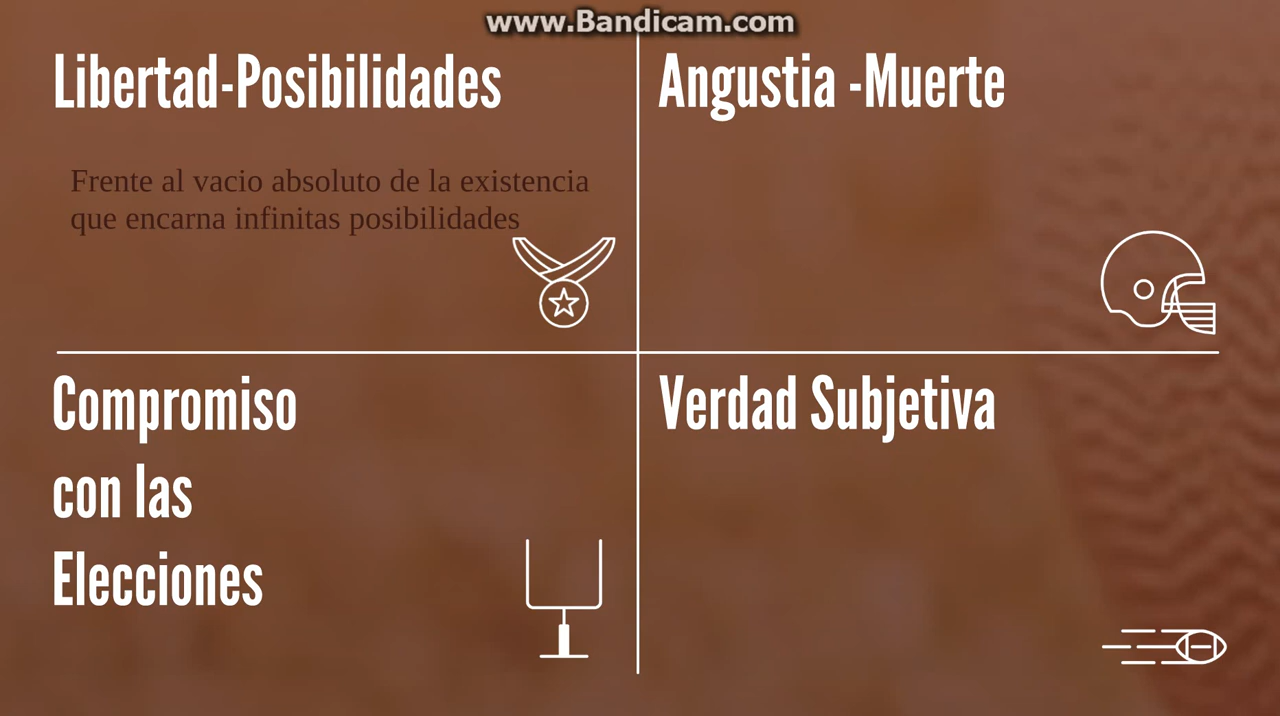 www.Bandicam.com
Libertad-Posibilidades
Frente al vacio absoluto de la existencia
que encarna infinitas posibilidades
Angustia -Muerte
Compromiso
con las
Elecciones
Verdad Subjetiva